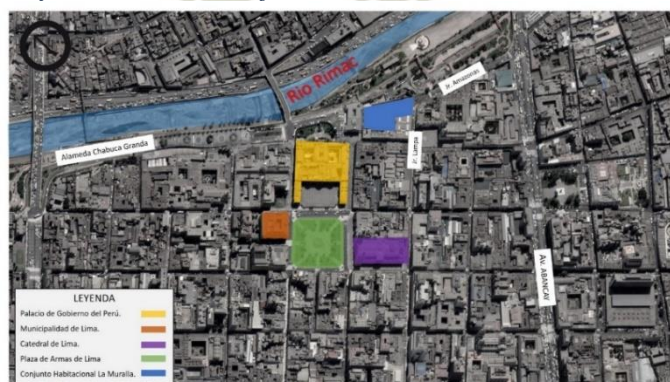 Río Rimac
Jr. Amazonas
Alameda Chabuca Granda
Jr. Lampa
Av. ABANCAY
LEYENDA
Palacio de Gobierno del Perú.
Municipalidad de Lima.
Catedral de Lima.
Plaza de Armas de Lima
Conjunto Habitacional La Muralla.